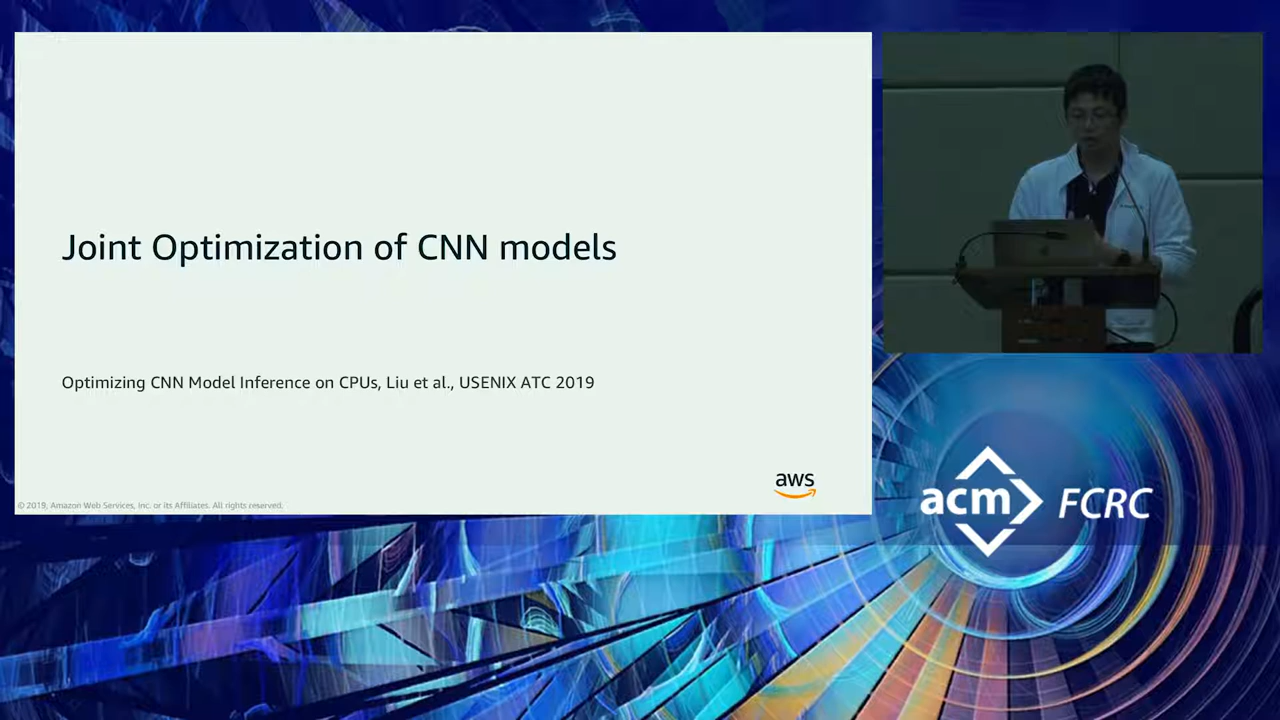 Joint Optimization of CNN models
Optimizing CNN Model Inference on CPUs, Liu et al., USENIX ATC 2019
aws
© 2019, Amazon Web Services, Inc. or its Affiliates. All rights reserved.
acm FCRC